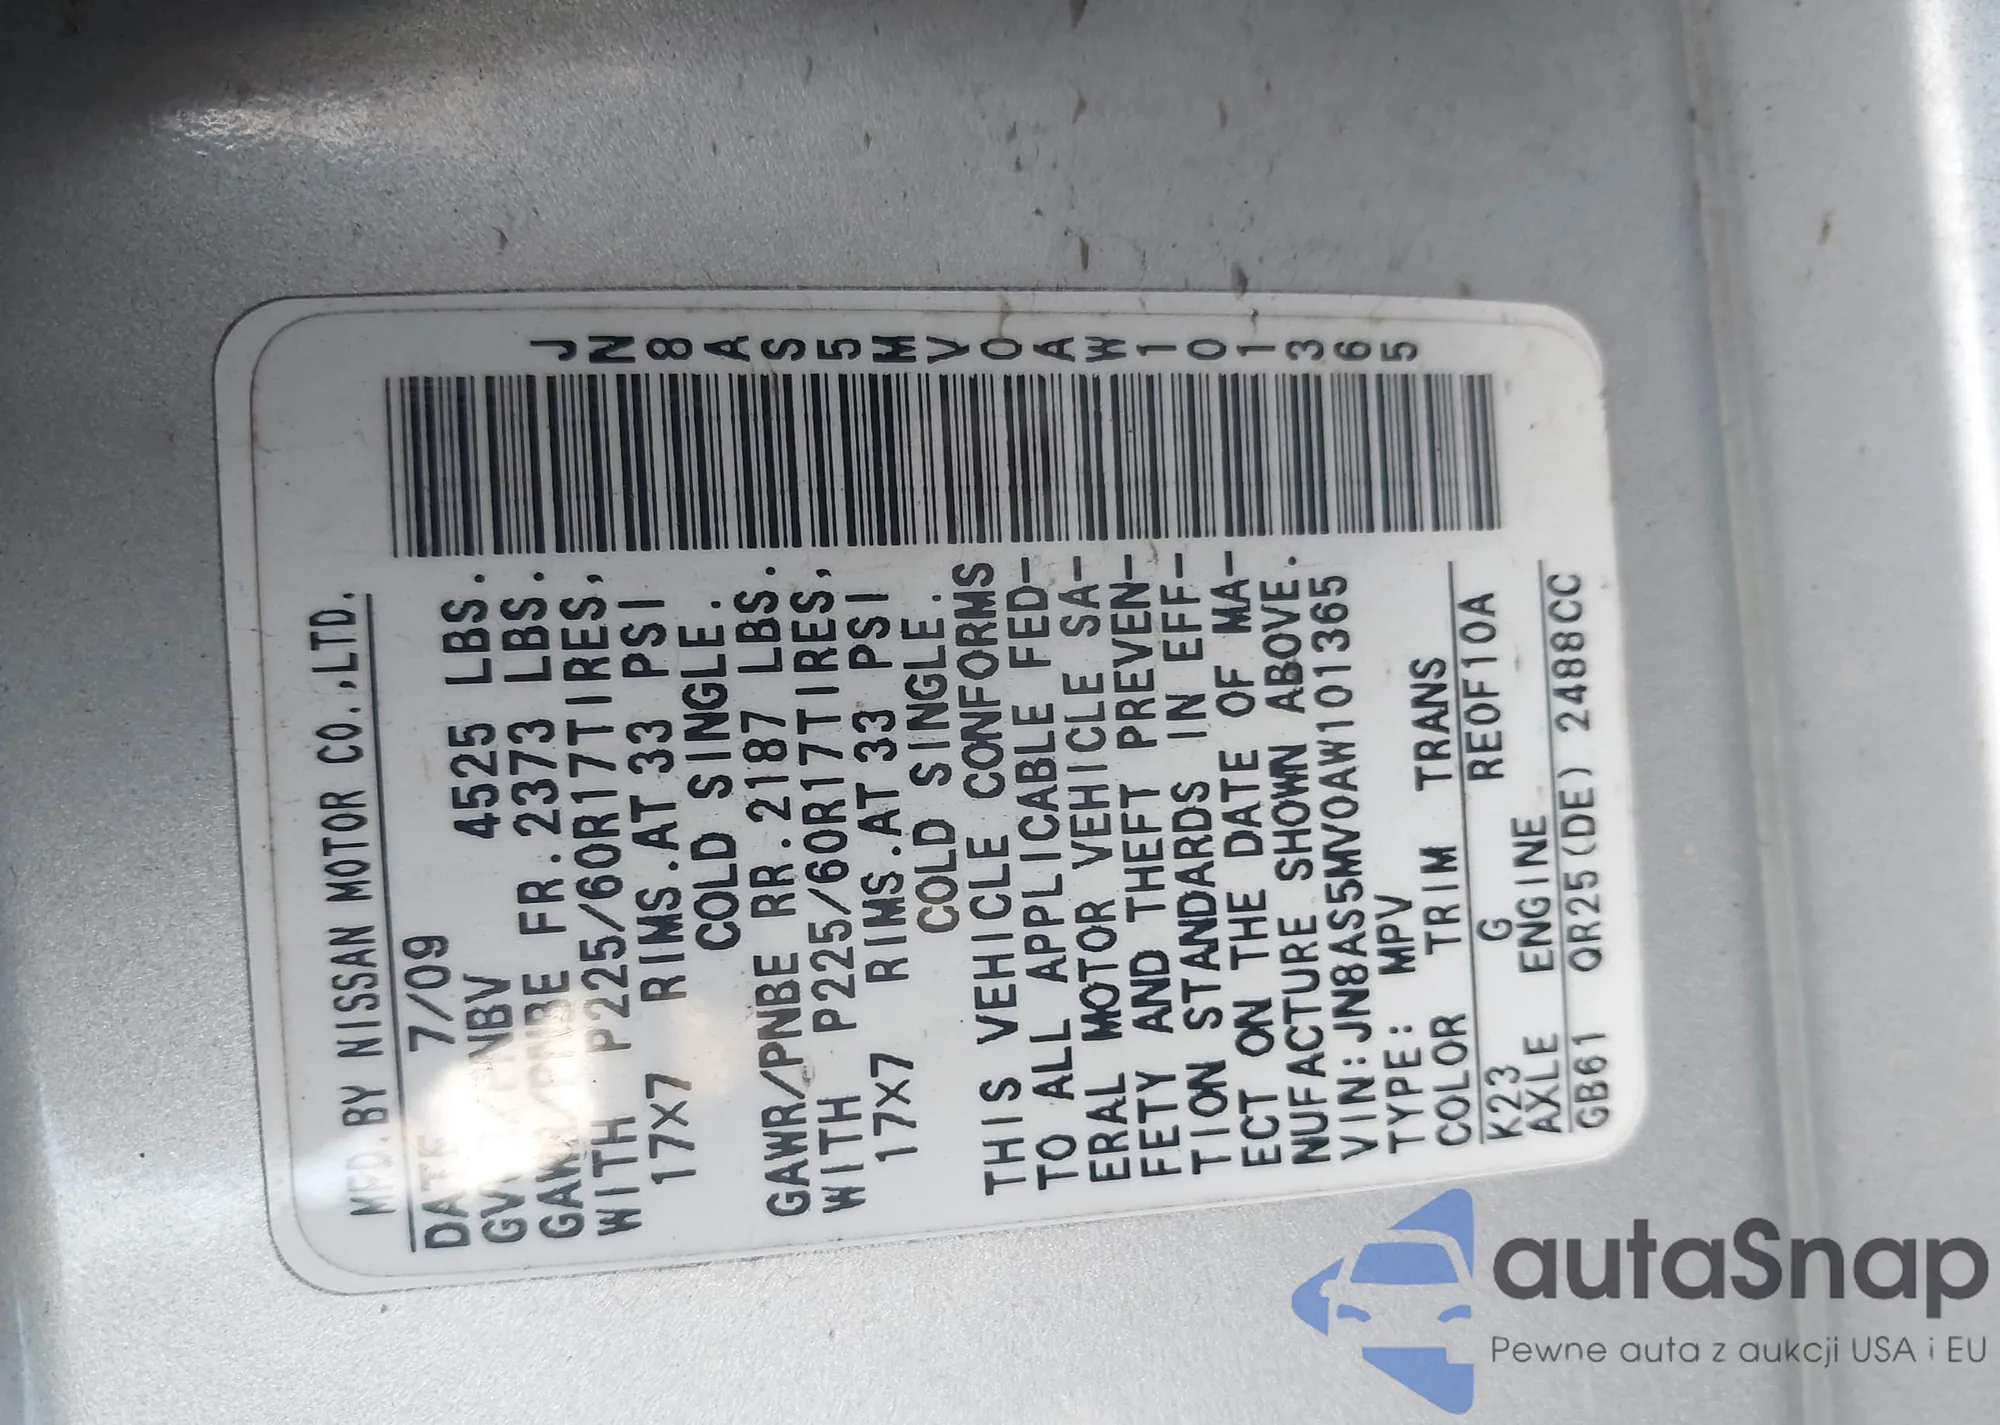 MFD.BY NISSAN MOTOR CO.,LTD.
DATE 7/09
GVWR/PNBV 4525 LBS.
GAWR/PNBE FR.2373 LBS.
WITH P225/60R17TIRES,
17X7 RIMS.AT 33 PSI
COLD SINGLE.
GAWR/PNBE RR.2187 LBS.
WITH P225/60R17TIRES,
17X7 RIMS.AT 33 PSI
COLD SINGLE.
THIS VEHICLE CONFORMS
TO ALL APPLICABLE FED-
ERAL MOTOR VEHICLE SA-
FETY AND THEFT PREVEN-
TION STANDARDS IN EFF-
ECT ON THE DATE OF MA-
NUFACTURE SHOWN ABOVE.
VIN:JN8AS5MV0AW101365
TYPE: MPV
COLOR TRIM TRANS
K23 G RE0F10A
AXLE ENGINE
GB61 QR25(DE) 2488CC
JN8AS5MV0AW101365
autaSnap
Pewne auta z aukcji USA i EU